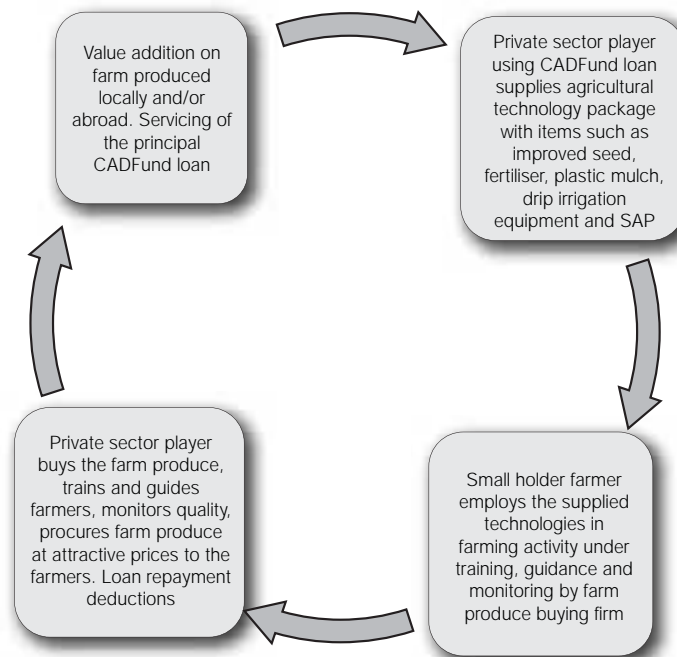 Value addition on
farm produced
locally and/or
abroad. Servicing of
the principal
CADFund loan
Private sector player
using CADFund loan
supplies agricultural
technology package
with items such as
improved seed,
fertiliser, plastic mulch,
drip irrigation
equipment and SAP
Small holder farmer
employs the supplied
technologies in
farming activity under
training, guidance and
monitoring by farm
produce buying firm
Private sector player
buys the farm produce,
trains and guides
farmers, monitors quality,
procures farm produce
at attractive prices to the
farmers. Loan repayment
deductions